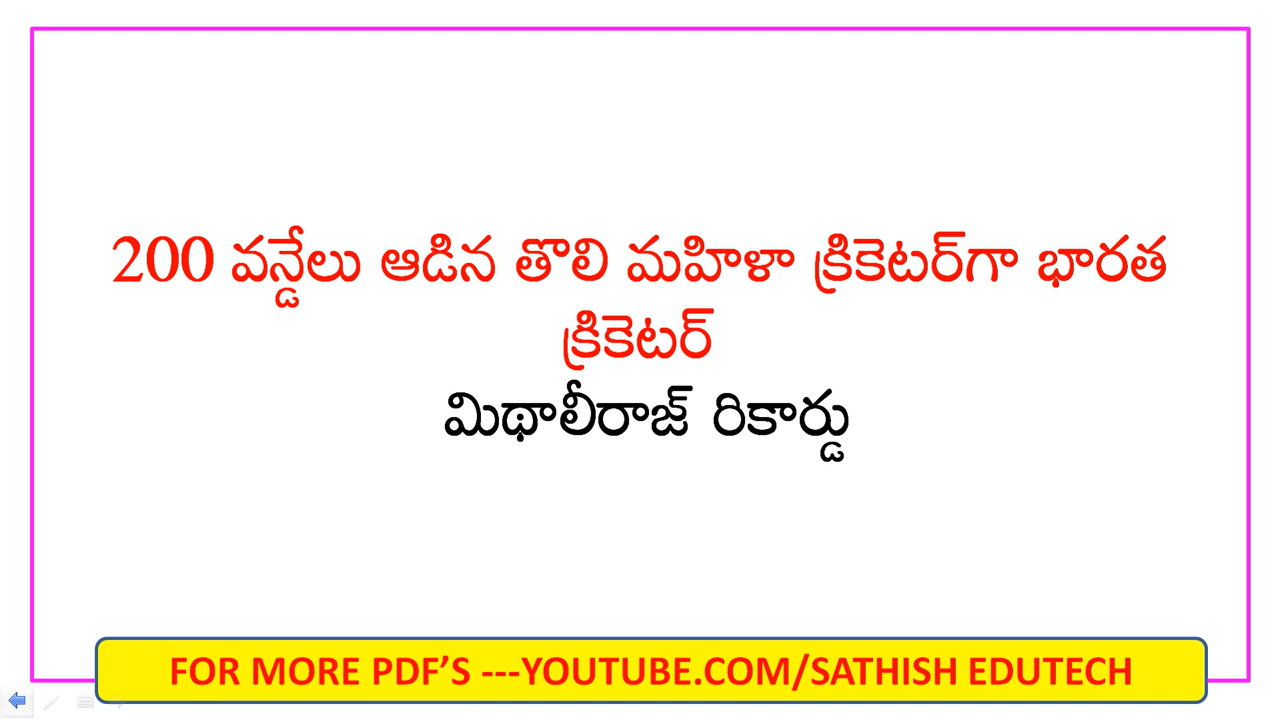 200 వన్డేలు ఆడిన తొలి మహిళా క్రికెటర్‌గా భారత
క్రికెటర్
మిథాలీరాజ్ రికార్డు
FOR MORE PDF’S ---YOUTUBE.COM/SATHISH EDUTECH